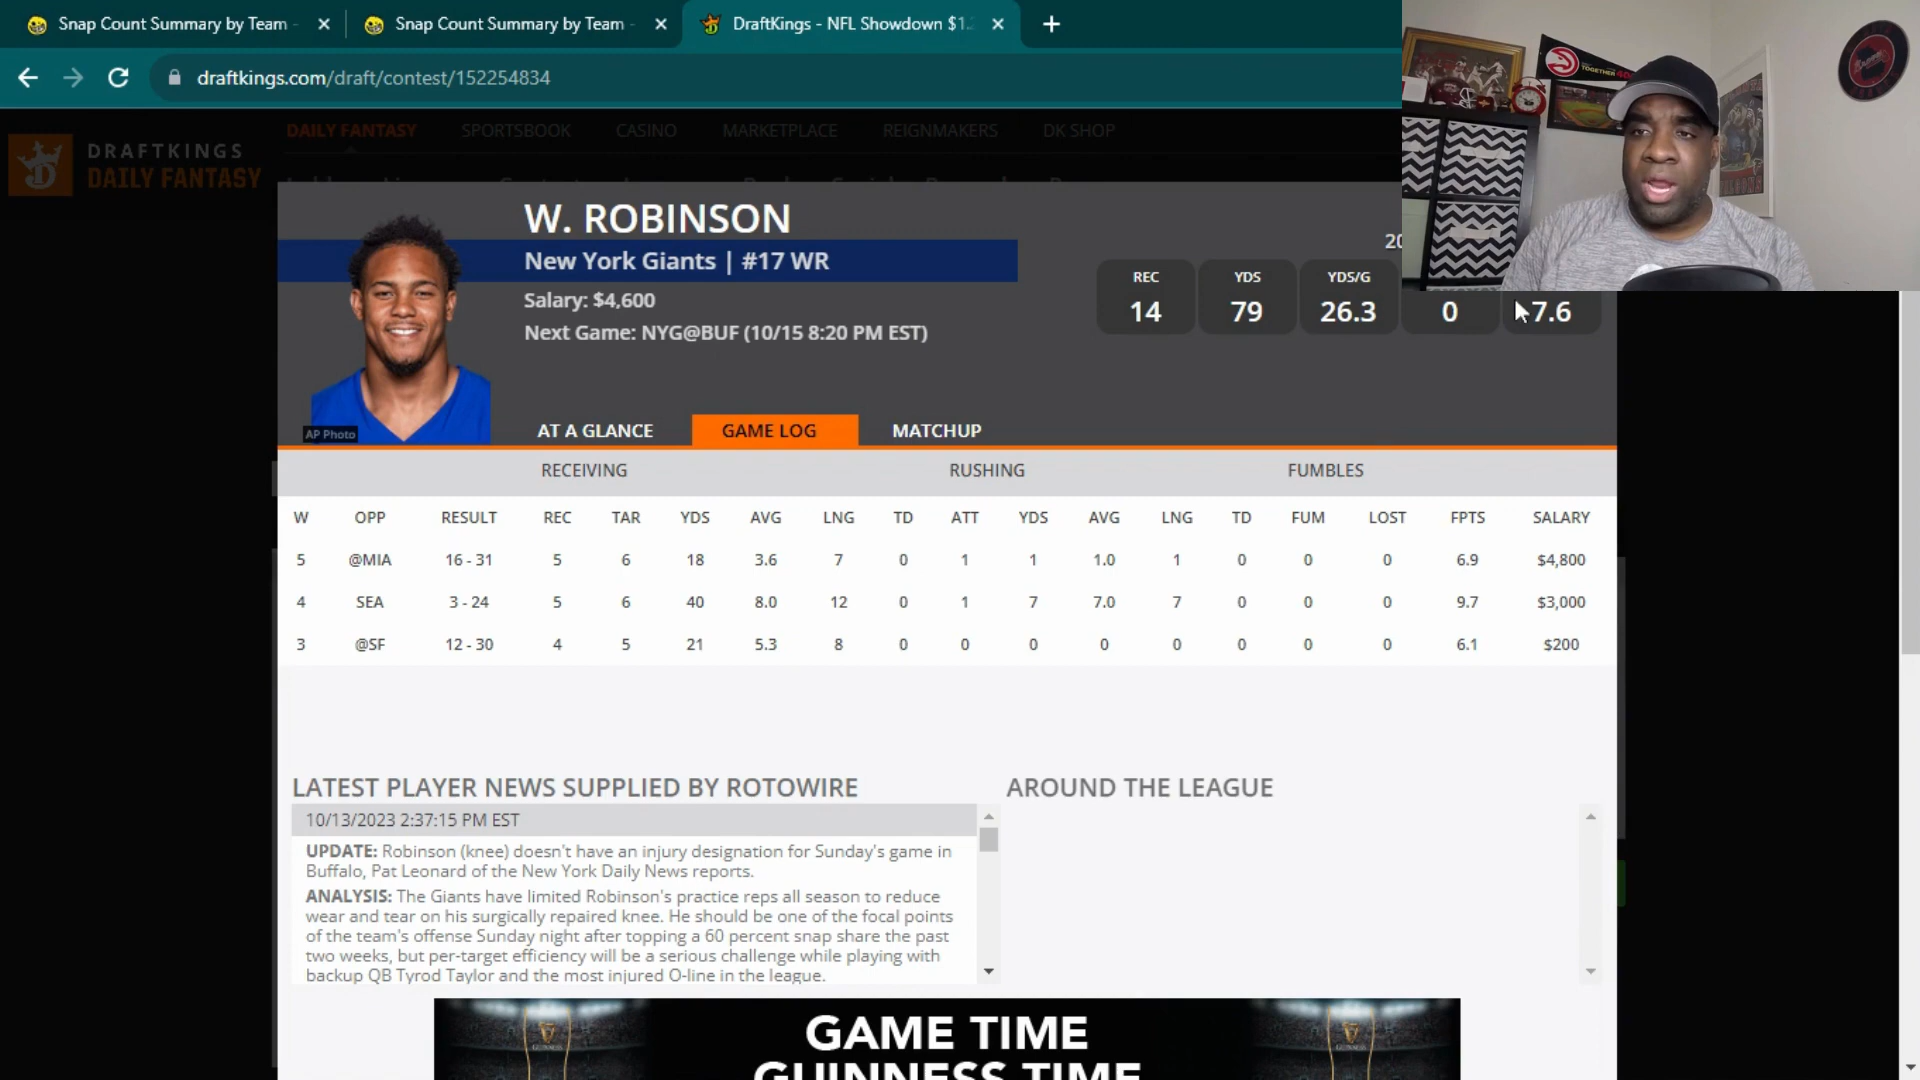 Snap Count Summary by Team -
Snap Count Summary by Team -
DraftKings - NFL Showdown $1.
draftkings.com/draft/contest/152254834
DRAFTKINGS
DAILY FANTASY
DAILY FANTASY SPORTSBOOK CASINO MARKETPLACE REIGNMAKERS DK SHOP
W. ROBINSON
New York Giants | #17 WR
Salary: $4,600
Next Game: NYG@BUF (10/15 8:20 PM EST)
20
REC YDS YDS/G
14 79 26.3 0 7.6
AP Photo
AT A GLANCE GAME LOG MATCHUP
RECEIVING RUSHING FUMBLES
W OPP RESULT REC TAR YDS AVG LNG TD ATT YDS AVG LNG TD FUM LOST FPTS SALARY
5 @MIA 16 - 31 5 6 18 3.6 7 0 1 1 1.0 1 0 0 0 6.9 $4,800
4 SEA 3 - 24 5 6 40 8.0 12 0 1 7 7.0 7 0 0 0 9.7 $3,000
3 @SF 12 - 30 4 5 21 5.3 8 0 0 0 0 0 0 0 0 6.1 $200
LATEST PLAYER NEWS SUPPLIED BY ROTOWIRE
10/13/2023 2:37:15 PM EST
UPDATE: Robinson (knee) doesn't have an injury designation for Sunday's game in
Buffalo, Pat Leonard of the New York Daily News reports.
ANALYSIS: The Giants have limited Robinson's practice reps all season to reduce
wear and tear on his surgically repaired knee. He should be one of the focal points
of the team's offense Sunday night after topping a 60 percent snap share the past
two weeks, but per-target efficiency will be a serious challenge while playing with
backup QB Tyrod Taylor and the most injured O-line in the league.
AROUND THE LEAGUE
GAME TIME
GUINNESS TIME